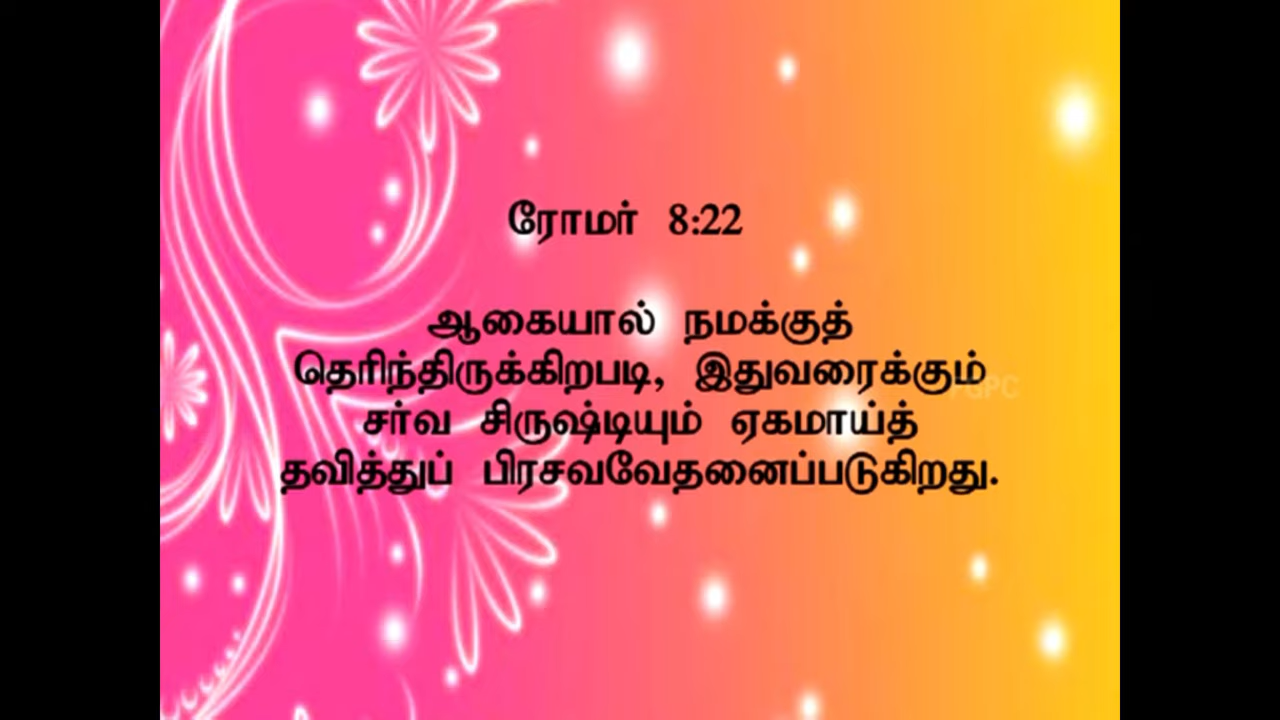 ரோமர் 8:22
ஆகையால் நமக்குத்
தெரிந்திருக்கிறபடி, இதுவரைக்கும்
சர்வ சிருஷ்டியும் ஏகமாய்த்
தவித்துப் பிரசவவேதனைப்படுகிறது.